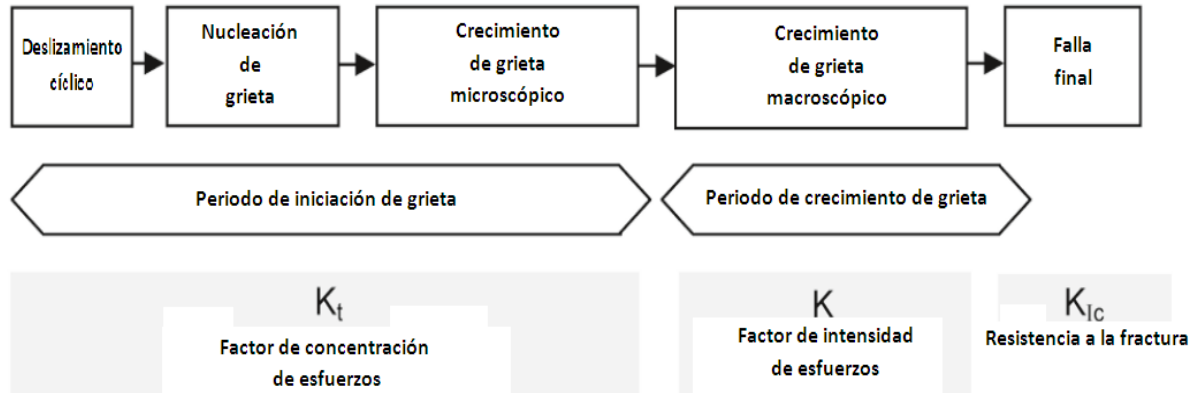 Deslizamiento
cíclico
Nucleación
de
grieta
Crecimiento
de grieta
microscópico
Crecimiento
de grieta
macroscópico
Falla
final
Periodo de iniciación de grieta
Periodo de crecimiento de grieta
Kt
Factor de concentración
de esfuerzos
K
Factor de intensidad
de esfuerzos
KIc
Resistencia a la fractura